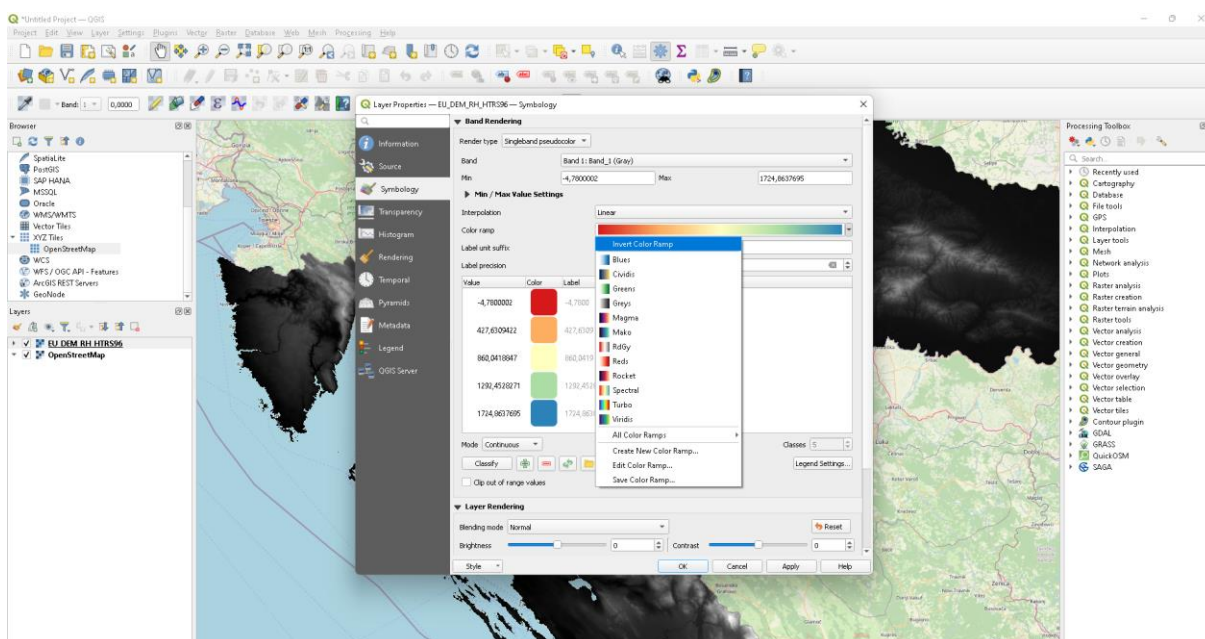 *Untitled Project — QGIS
Project Edit View Layer Settings Plugins Vector Raster Database Web Mesh Processing Help
Band: 1 0,0000
Browser
SpatiaLite
PostGIS
SAP HANA
MSSQL
Oracle
WMS/WMTS
Vector Tiles
XYZ Tiles
OpenStreetMap
WCS
WFS / OGC API - Features
ArcGIS REST Servers
GeoNode
Layers
EU DEM RH HTRS96
OpenStreetMap
Layer Properties — EU_DEM_RH_HTRS96 — Symbology
Information
Source
Symbology
Transparency
Histogram
Rendering
Temporal
Pyramids
Metadata
Legend
QGIS Server
Band Rendering
Render type Singleband pseudocolor
Band Band 1: Band_1 (Gray)
Min -4,7800002 Max 1724,8637695
Min / Max Value Settings
Interpolation Linear
Color ramp
Label unit suffix
Label precision
Value Color Label
-4,7800002 -4,7800
427,6309422 427,6309
860,0418847 860,0419
1292,4528271 1292,452
1724,8637695 1724,863
Invert Color Ramp
Blues
Cividis
Greens
Greys
Magma
Mako
RdGy
Reds
Rocket
Spectral
Turbo
Viridis
All Color Ramps
Create New Color Ramp...
Edit Color Ramp...
Save Color Ramp...
Mode Continuous Classes 5
Classify Legend Settings...
Clip out of range values
Layer Rendering
Blending mode Normal Reset
Brightness 0 Contrast 0
Style OK Cancel Apply Help
Processing Toolbox
Search...
Recently used
Cartography
Database
File tools
GPS
Interpolation
Layer tools
Mesh
Network analysis
Plots
Raster analysis
Raster creation
Raster terrain analysis
Raster tools
Vector analysis
Vector creation
Vector general
Vector geometry
Vector overlay
Vector selection
Vector table
Vector tiles
Contour plugin
GDAL
GRASS
QuickOSM
SAGA